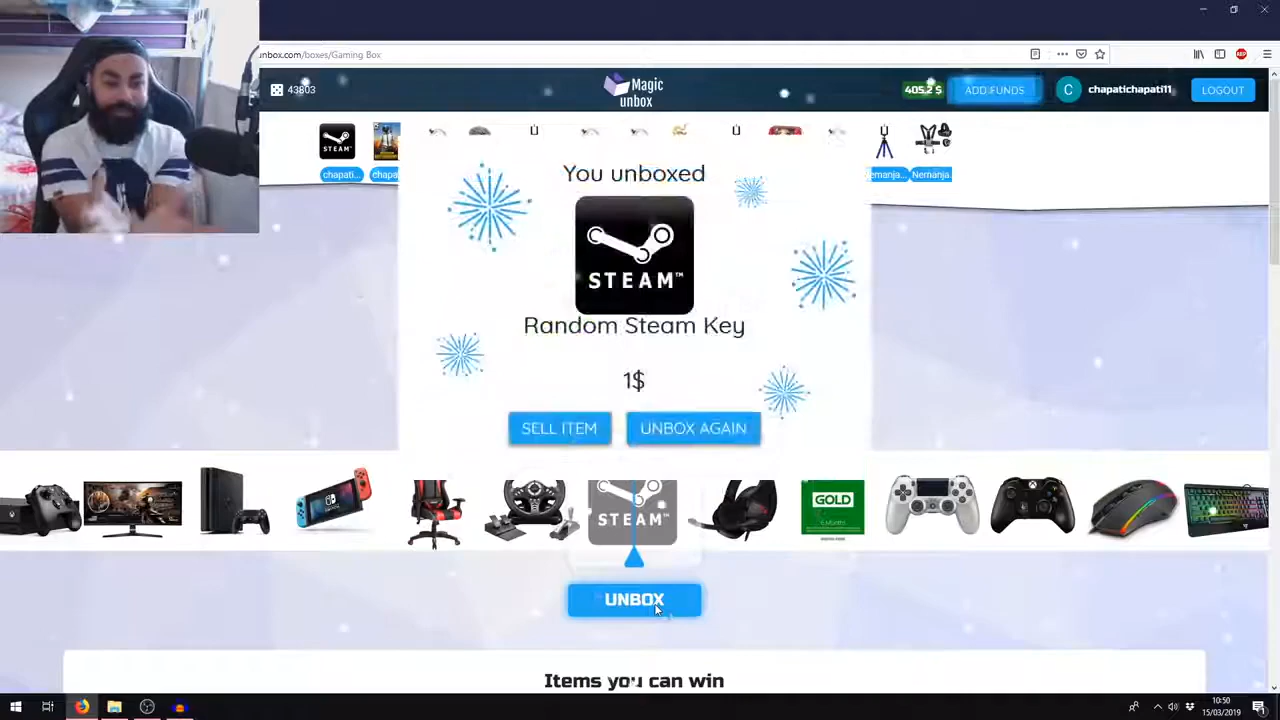 unbox.com/boxes/Gaming Box
43803
Magic
unbox
405.2 $
ADD FUNDS
C
chapatichapati11
LOGOUT
STEAM
chapati...
chapa
emanja...
Nemanja...
You unboxed
STEAM™
Random Steam Key
1$
SELL ITEM
UNBOX AGAIN
STEAM
GOLD
UNBOX
Items you can win
10:50
15/03/2019